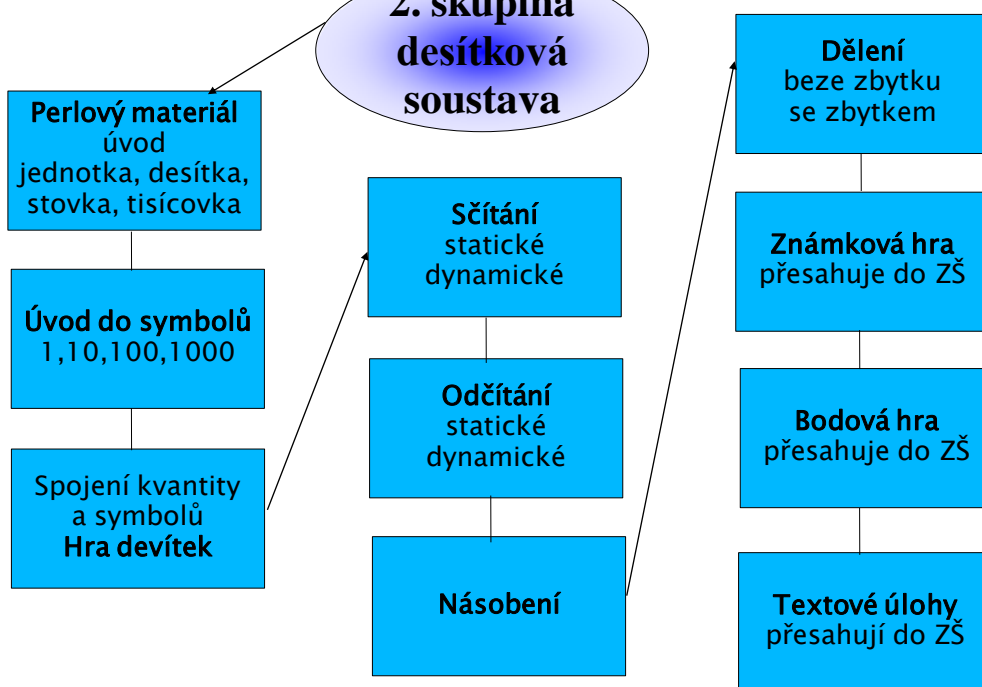 2. skupina
desítková
soustava
Perlový materiál
úvod
jednotka, desítka,
stovka, tisícovka
Úvod do symbolů
1,10,100,1000
Spojení kvantity
a symbolů
Hra devítek
Sčítání
statické
dynamické
Odčítání
statické
dynamické
Násobení
Dělení
beze zbytku
se zbytkem
Známková hra
přesahuje do ZŠ
Bodová hra
přesahuje do ZŠ
Textové úlohy
přesahují do ZŠ